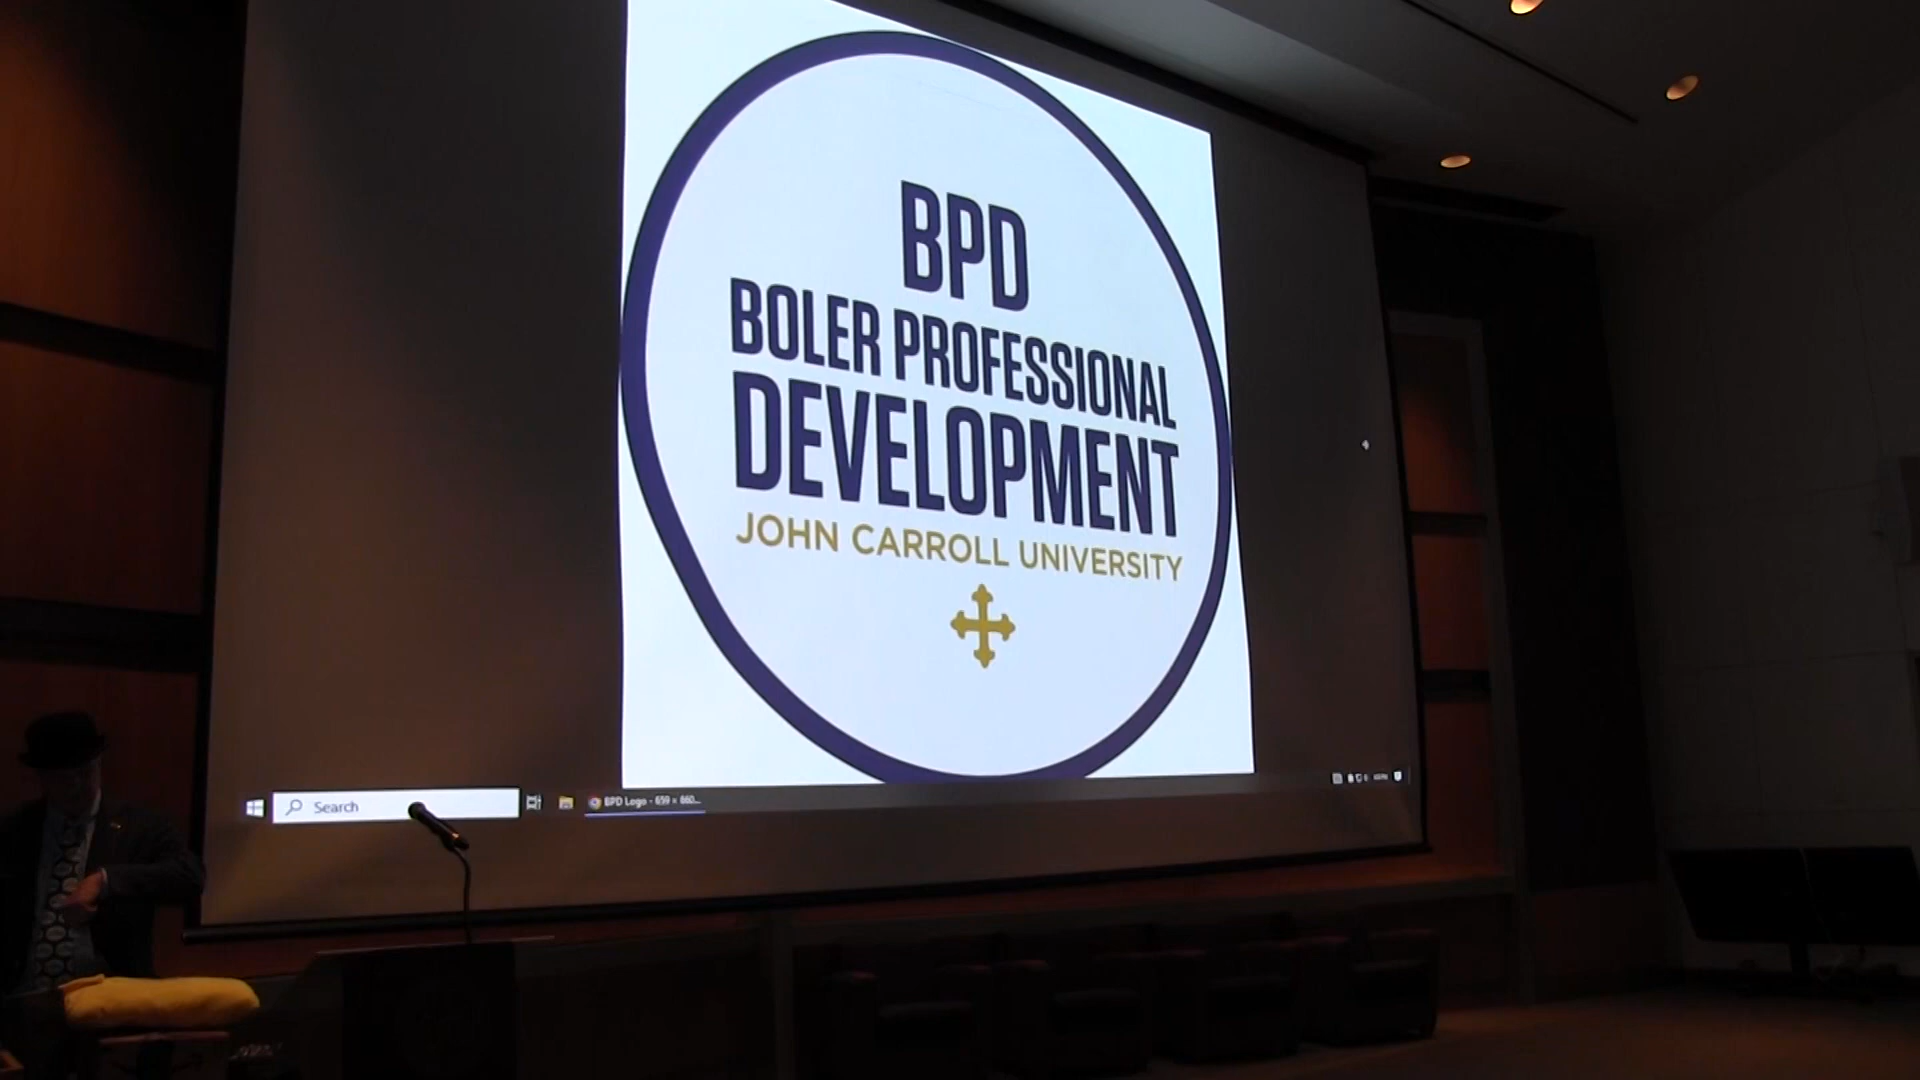 BPD
BOLER PROFESSIONAL
DEVELOPMENT
JOHN CARROLL UNIVERSITY
Search
BPD Logo - 659 × 660...